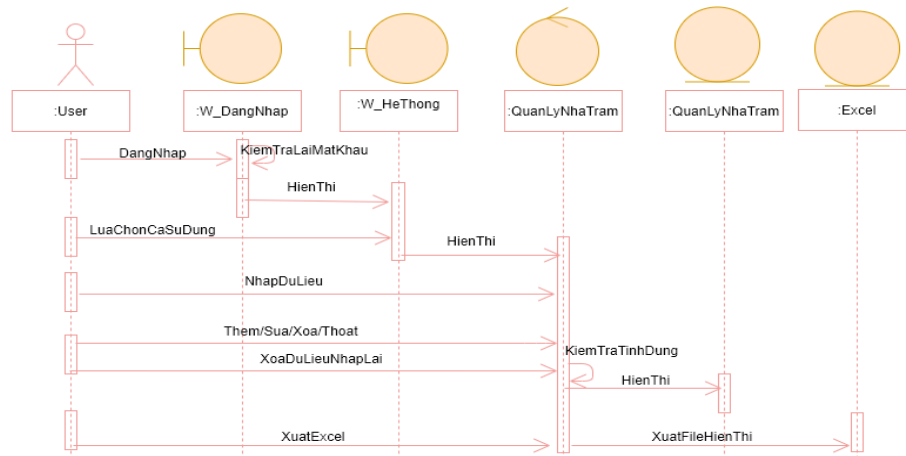 :User
:W_DangNhap
:W_HeThong
:QuanLyNhaTram
:QuanLyNhaTram
:Excel
DangNhap
KiemTraLaiMatKhau
HienThi
LuaChonCaSuDung
HienThi
NhapDuLieu
Them/Sua/Xoa/Thoat
KiemTraTinhDung
XoaDuLieuNhapLai
HienThi
XuatExcel
XuatFileHienThi